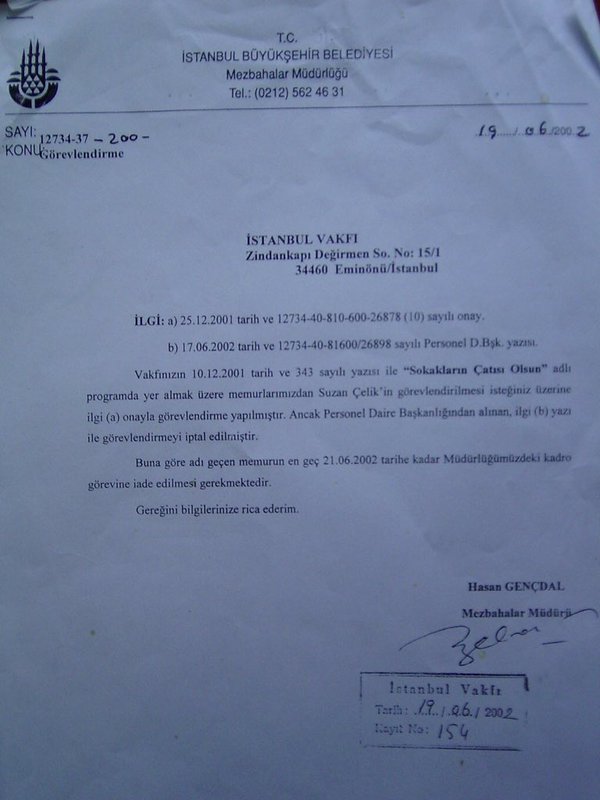 T.C.
İSTANBUL BÜYÜKŞEHİR BELEDİYESİ
Mezbahalar Müdürlüğü
Tel.: (0212) 562 46 31
SAYI: 12734-37 - 200 -
KONU: Görevlendirme
19...../...06/2002
İSTANBUL VAKFI
Zindankapı Değirmen So. No: 15/1
34460 Eminönü/İstanbul
İLGİ: a) 25.12.2001 tarih ve 12734-40-810-600-26878 (10) sayılı onay.
b) 17.06.2002 tarih ve 12734-40-81600/26898 sayılı Personel D.Bşk. yazısı.
Vakfınızın 10.12.2001 tarih ve 343 sayılı yazısı ile “Sokakların Çatısı Olsun” adlı
programda yer almak üzere memurlarımızdan Suzan Çelik'in görevlendirilmesi isteğiniz üzerine
ilgi (a) onayla görevlendirme yapılmıştır. Ancak Personel Daire Başkanlığından alınan, ilgi (b) yazı
ile görevlendirmeyi iptal edilmiştir.
Buna göre adı geçen memurun en geç 21.06.2002 tarihe kadar Müdürlüğümüzdeki kadro
görevine iade edilmesi gerekmektedir.
Gereğini bilgilerinize rica ederim.
Hasan GENÇDAL
Mezbahalar Müdürü
İstanbul Vakfı
Tarih: 19../.06./ 2002
Kayıt No: 154